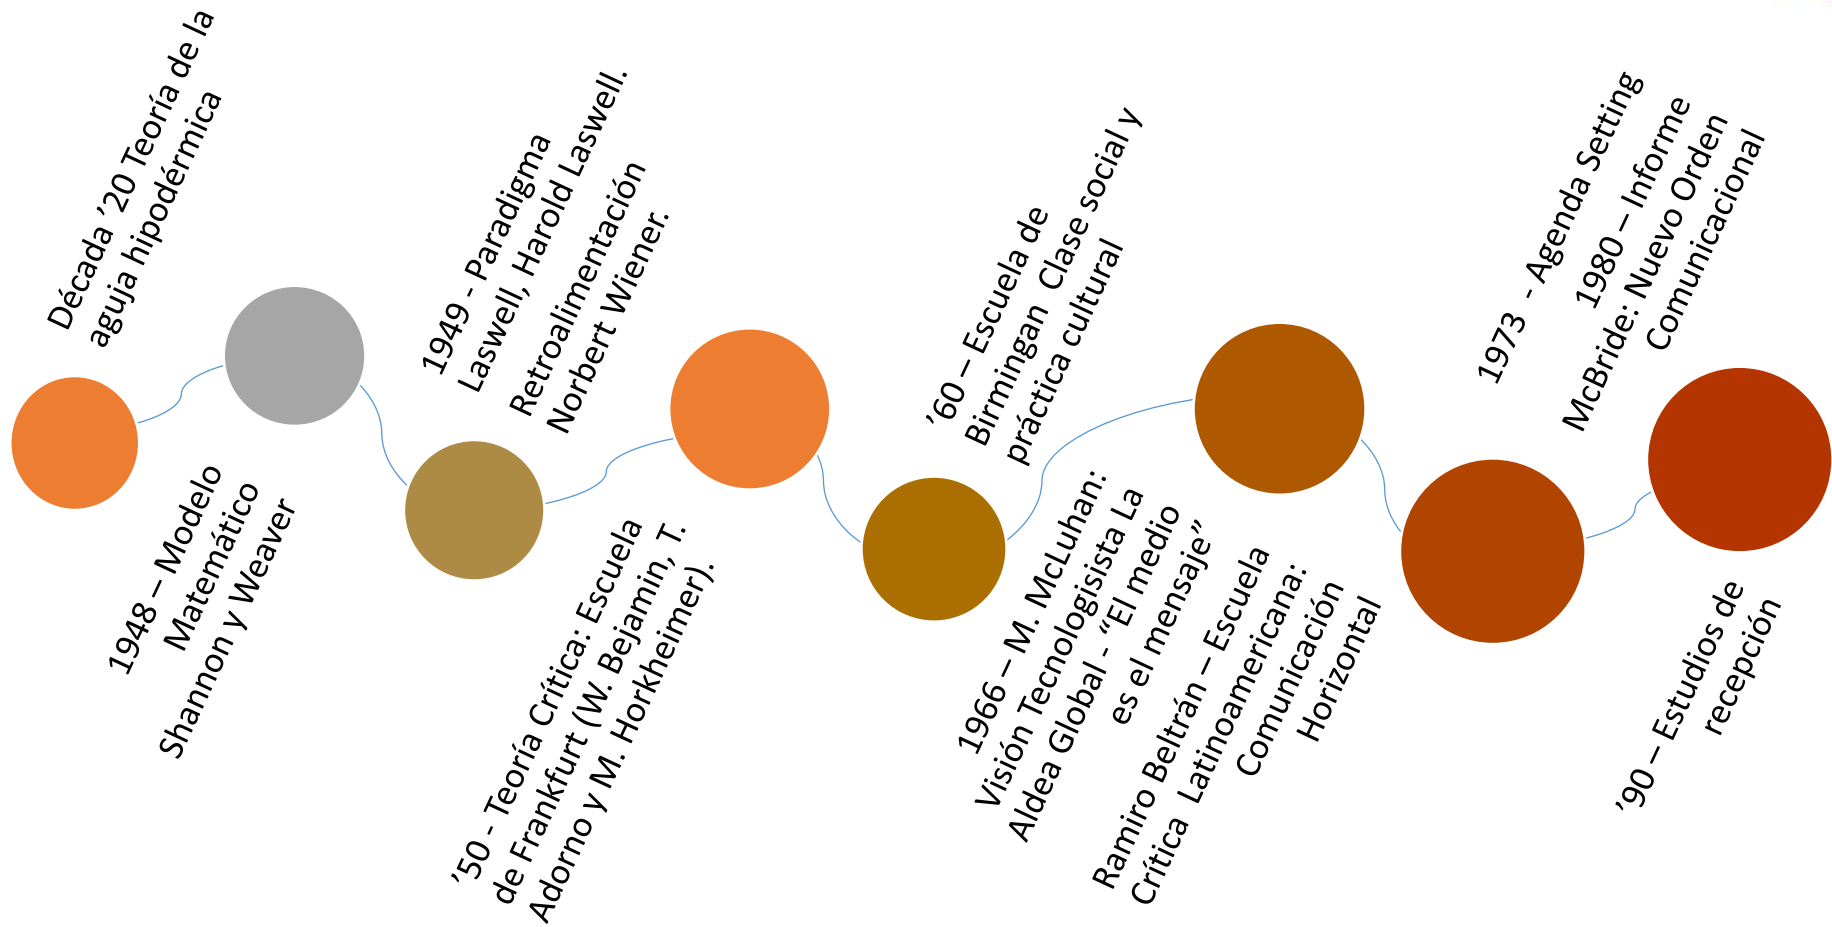 Década ’20 Teoría de la
aguja hipodérmica
1948 – Modelo
Matemático
Shannon y Weaver
1949 - Paradigma
Laswell, Harold Laswell.
Retroalimentación
Norbert Wiener.
’50 - Teoría Crítica: Escuela
de Frankfurt (W. Bejamin, T.
Adorno y M. Horkheimer).
’60 – Escuela de
Birmingan Clase social y
práctica cultural
1966 – M. McLuhan:
Visión Tecnologisista La
Aldea Global - “El medio
es el mensaje”
Ramiro Beltrán – Escuela
Crítica Latinoamericana:
Comunicación
Horizontal
1973 - Agenda Setting
1980 – Informe
McBride: Nuevo Orden
Comunicacional
’90 – Estudios de
recepción